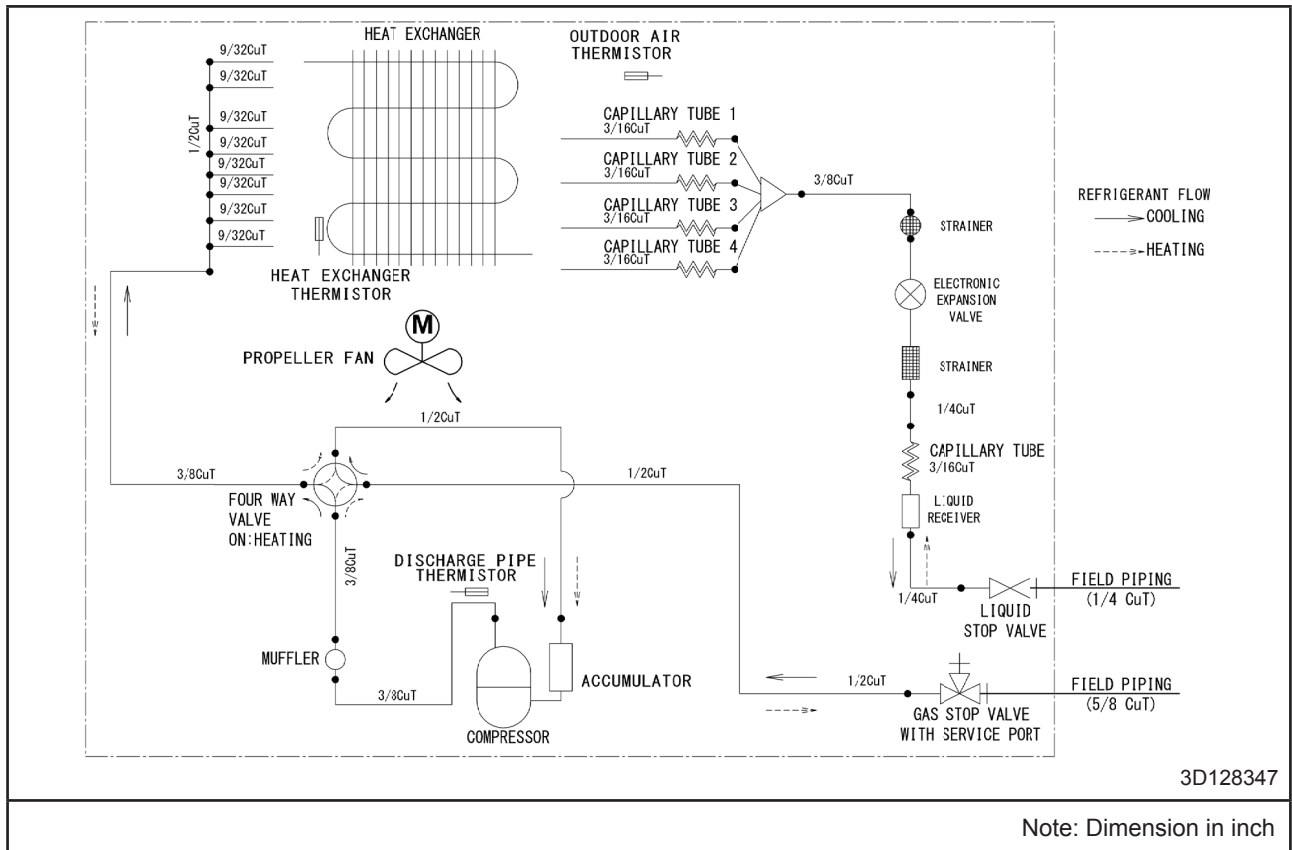 HEAT EXCHANGER
OUTDOOR AIR
THERMISTOR
9/32CuT
9/32CuT
9/32CuT
9/32CuT
9/32CuT
9/32CuT
9/32CuT
9/32CuT
1/2CuT
CAPILLARY TUBE 1
3/16CuT
CAPILLARY TUBE 2
3/16CuT
CAPILLARY TUBE 3
3/16CuT
CAPILLARY TUBE 4
3/16CuT
3/8CuT
REFRIGERANT FLOW
COOLING
HEATING
STRAINER
ELECTRONIC
EXPANSION
VALVE
STRAINER
1/4CuT
CAPILLARY TUBE
3/16CuT
LIQUID
RECEIVER
HEAT EXCHANGER
THERMISTOR
M
PROPELLER FAN
1/2CuT
3/8CuT
1/2CuT
FOUR WAY
VALVE
ON:HEATING
3/8CuT
DISCHARGE PIPE
THERMISTOR
1/4CuT
LIQUID
STOP VALVE
FIELD PIPING
(1/4 CuT)
MUFFLER
3/8CuT
COMPRESSOR
ACCUMULATOR
1/2CuT
GAS STOP VALVE
WITH SERVICE PORT
FIELD PIPING
(5/8 CuT)
3D128347
Note: Dimension in inch